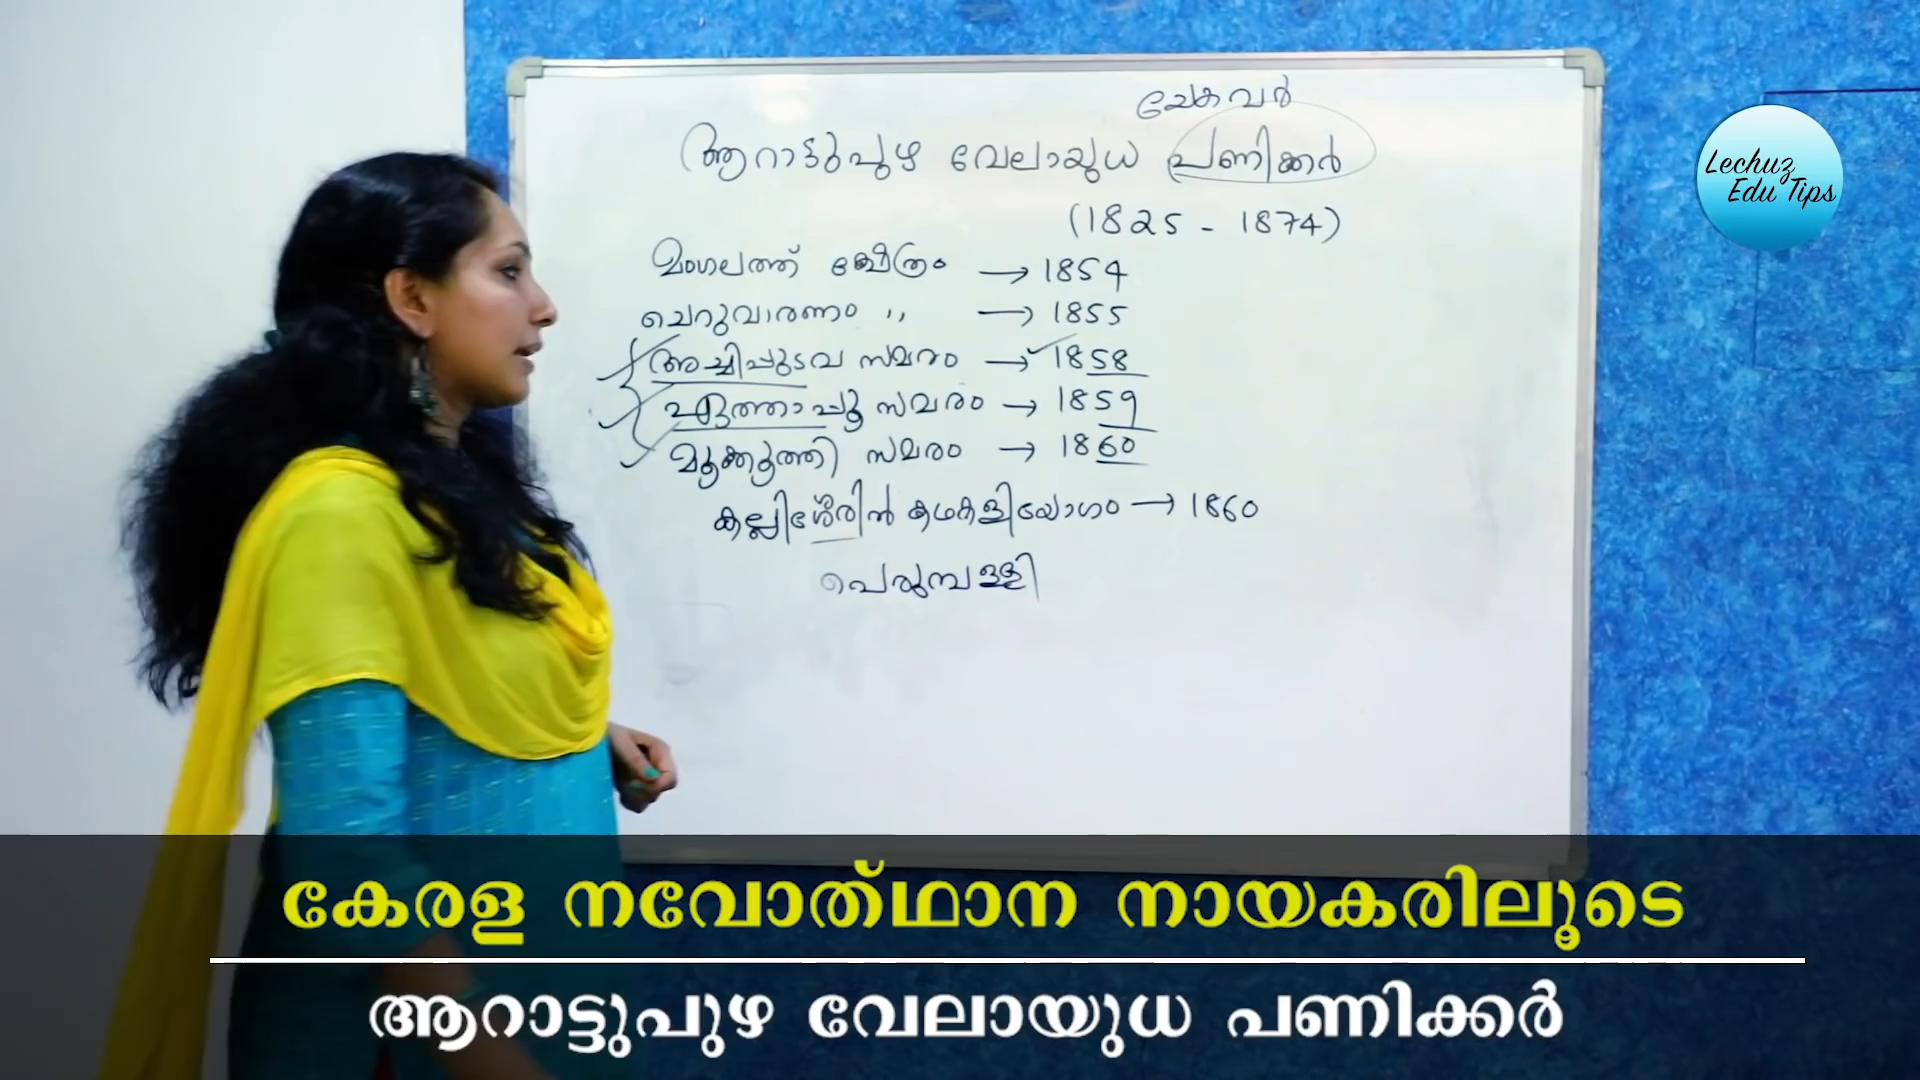 ചേകവർ
ആറാട്ടുപുഴ വേലായുധ പണിക്കർ
(1825 - 1874)
മംഗലത്ത് ക്ഷേത്രം → 1854
ചെറുവാരണം ,, → 1855
അച്ചിപ്പുടവ സമരം → 1858
ഏത്താപ്പൂ സമരം → 1859
മൂക്കുത്തി സമരം → 1860
കല്ലിശ്ശേരിൽ കഥകളിയോഗം → 1860
പെരുമ്പള്ളി
Lechuz
Edu Tips
കേരള നവോത്ഥാന നായകരിലൂടെ
ആറാട്ടുപുഴ വേലായുധ പണിക്കർ